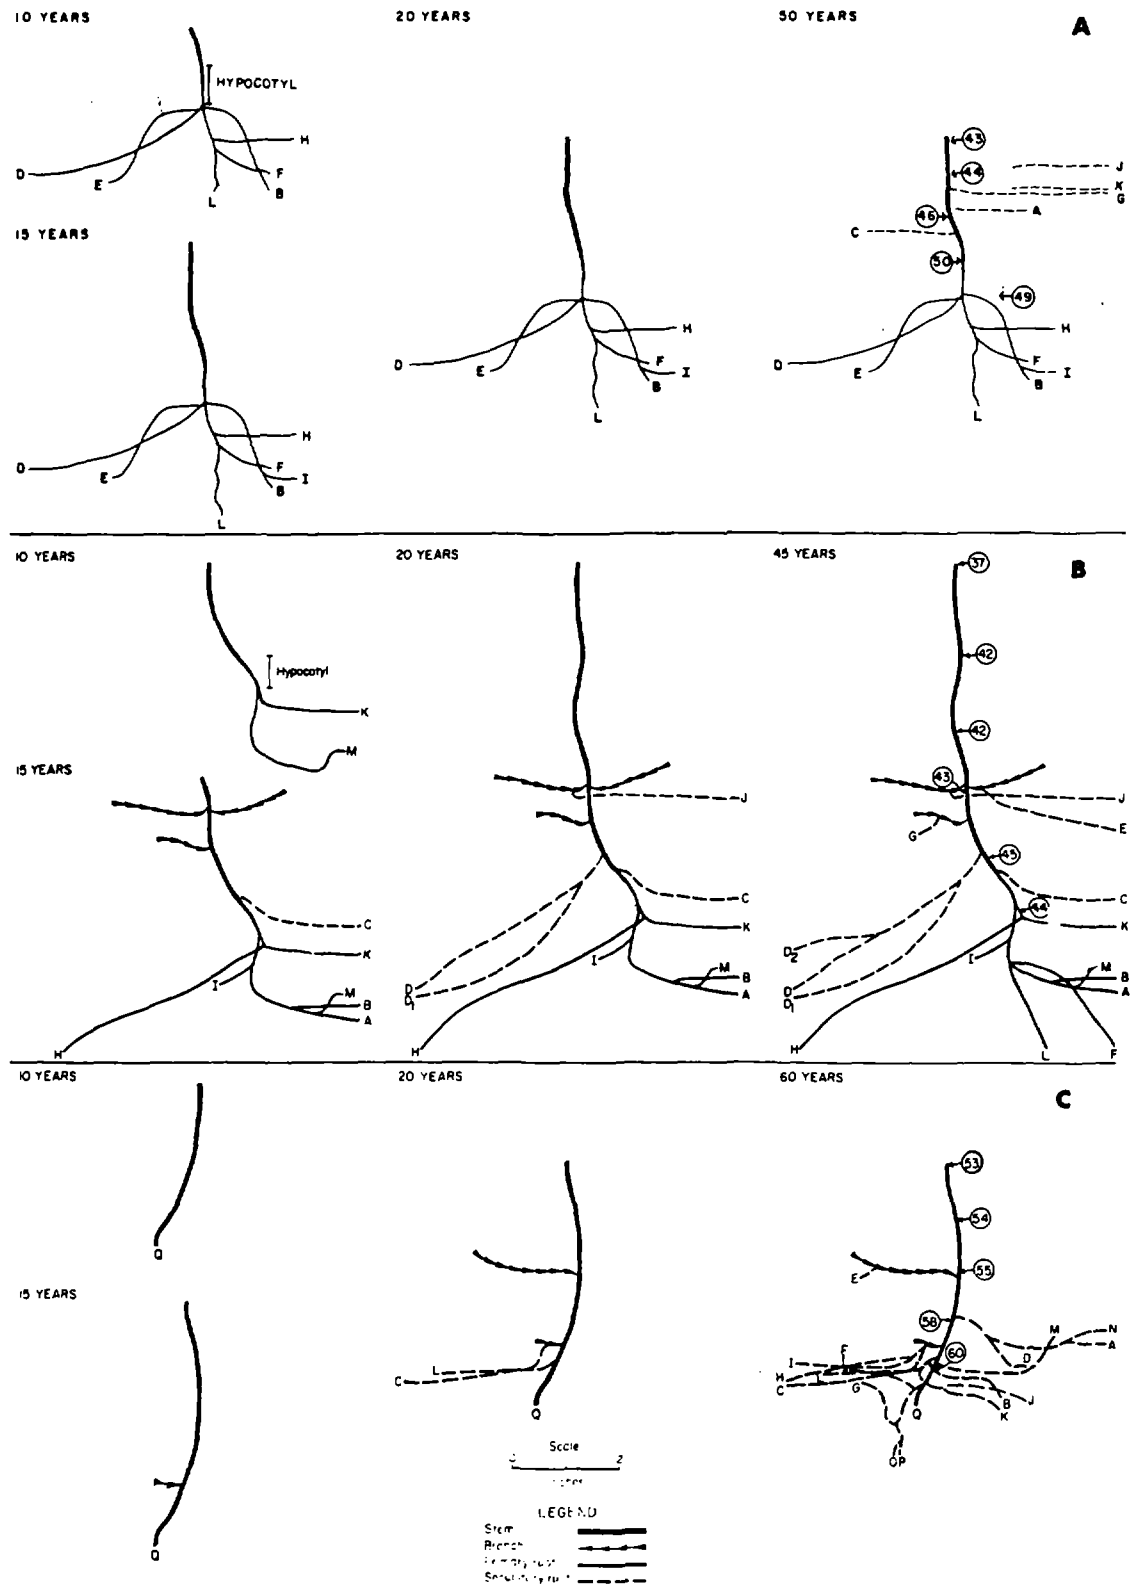 10 YEARS
20 YEARS
50 YEARS
A
HYPOCOTYL
D
E
L
H
F
B
15 YEARS
D
E
L
H
F
I
B
D
E
L
H
F
I
B
43
44
46
50
49
J
K
G
A
C
D
E
L
H
F
I
B
10 YEARS
20 YEARS
45 YEARS
B
Hypocotyl
K
M
15 YEARS
C
K
I
M
B
A
H
J
C
K
I
M
B
A
D
D1
H
37
42
42
43
45
44
J
E
G
C
K
D2
I
M
B
A
D
D1
H
L
F
10 YEARS
20 YEARS
60 YEARS
C
Q
15 YEARS
Q
L
C
Q
53
54
55
E
58
60
M
N
A
D
F
I
H
L
C
G
B
J
K
Q
O P
Scale
2
LEGEND
Stem
Branch